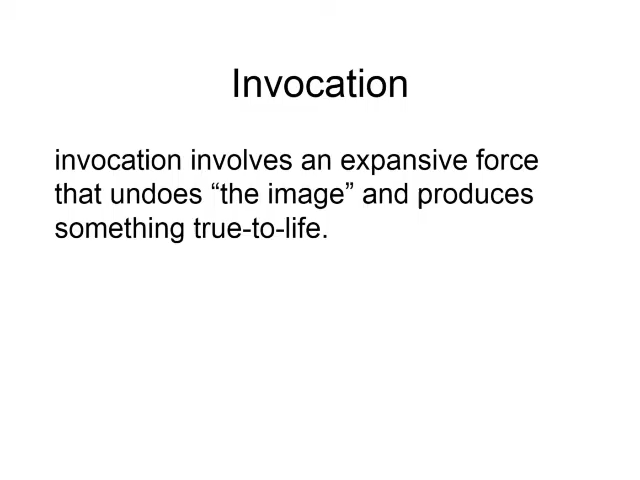 Invocation
invocation involves an expansive force
that undoes “the image” and produces
something true-to-life.